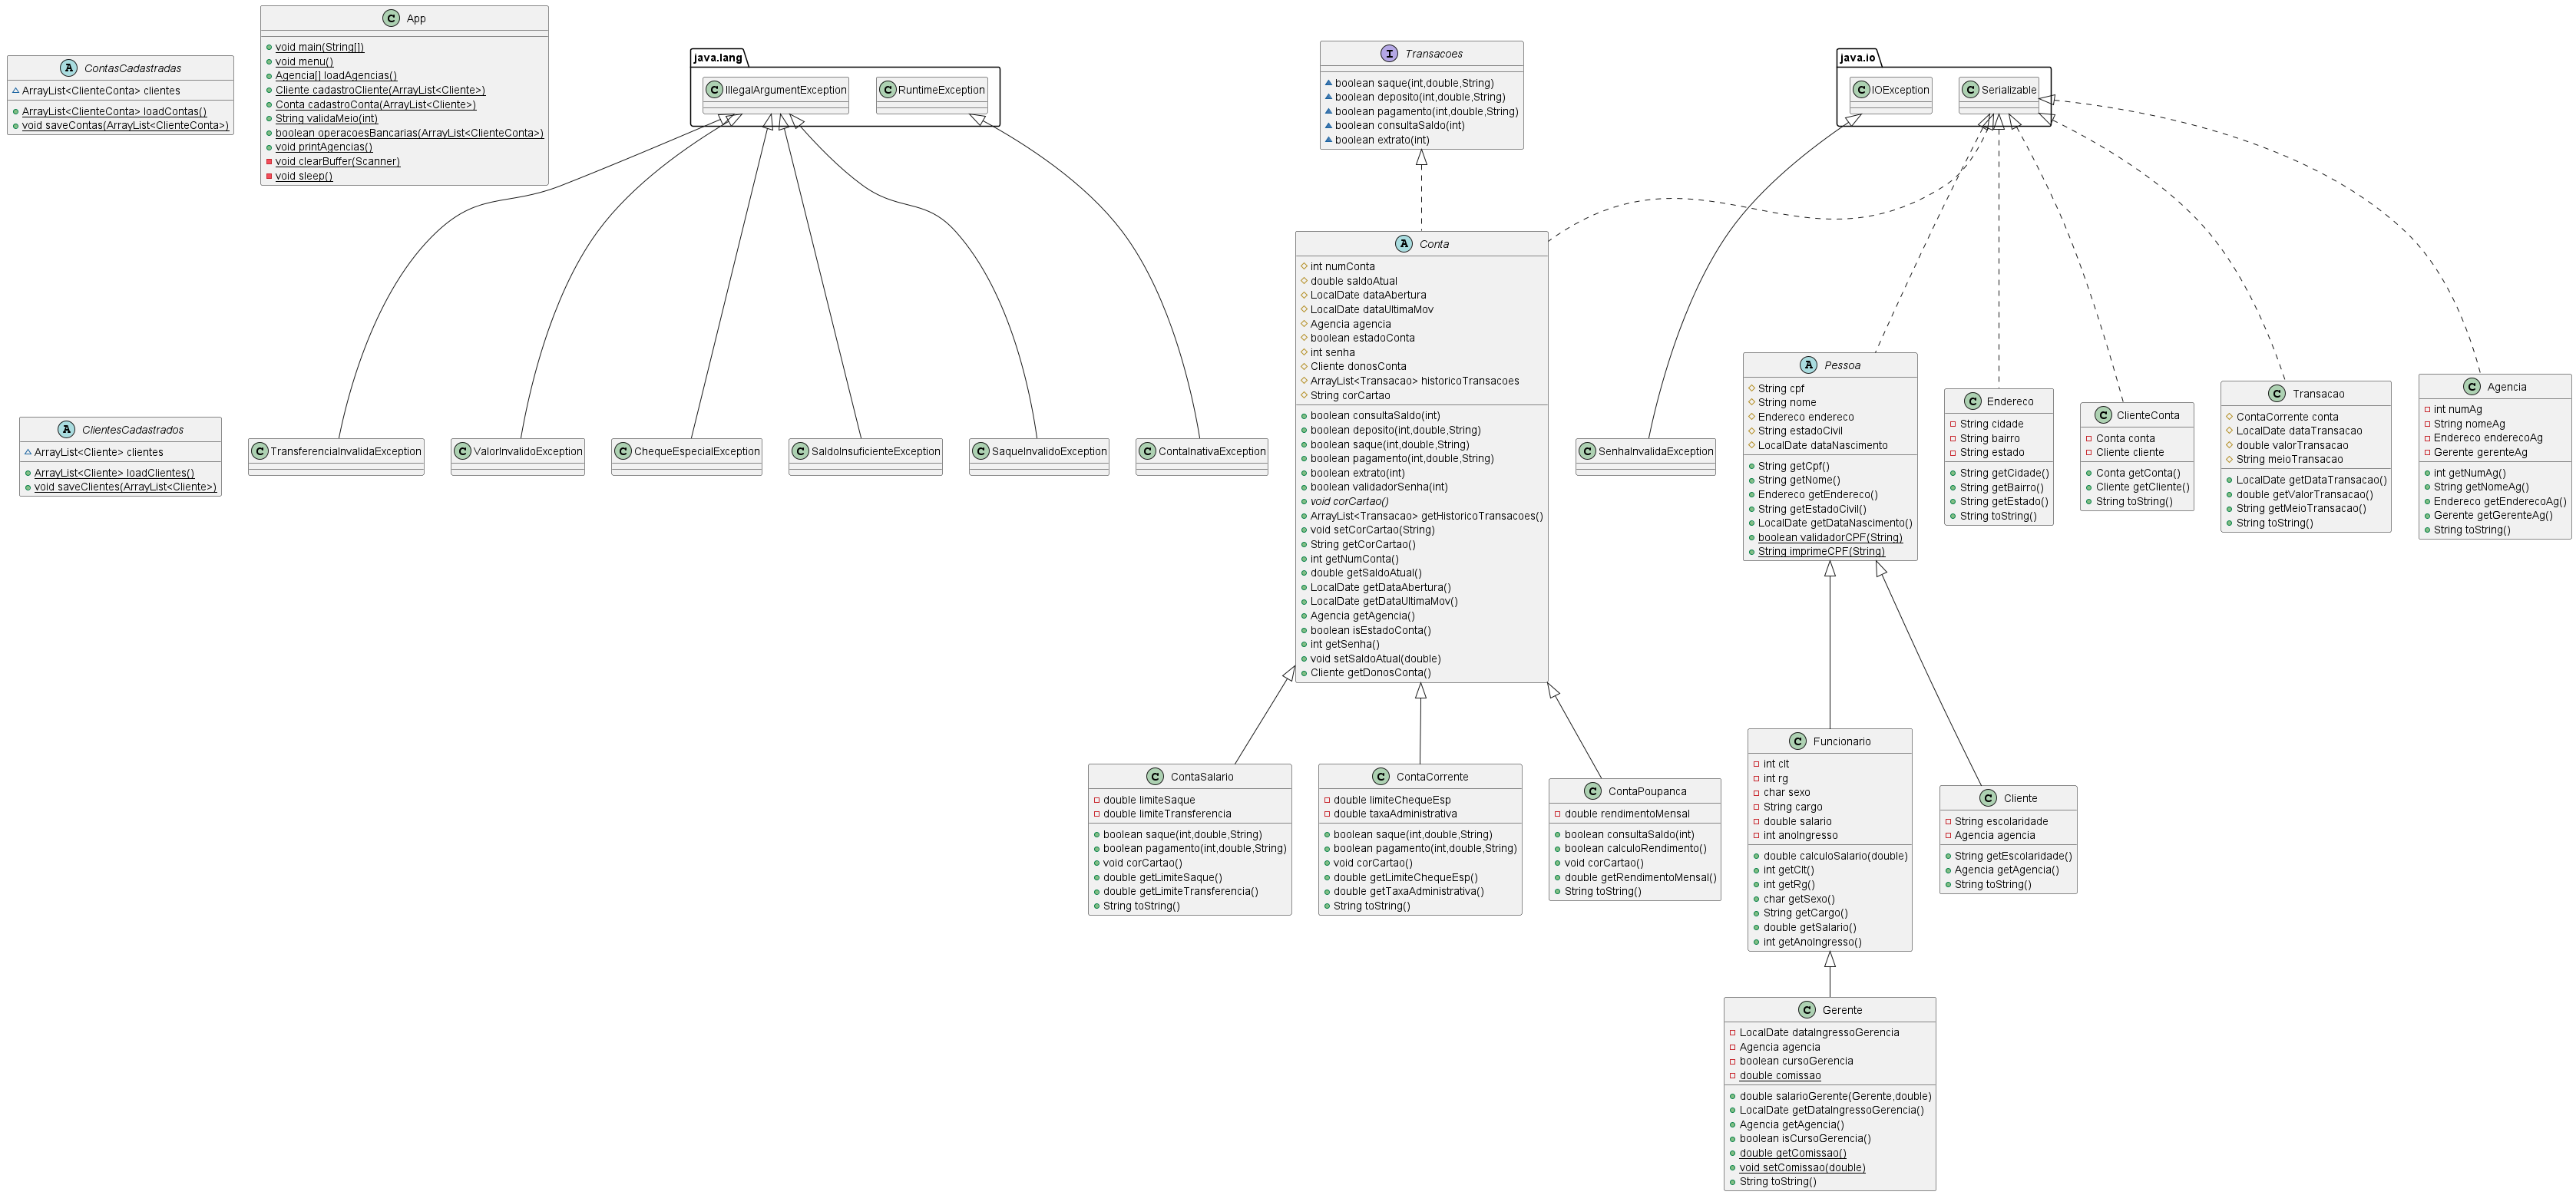 ContasCadastradas
ArrayList<ClienteConta> clientes
ArrayList<ClienteConta> loadContas()
void saveContas(ArrayList<ClienteConta>)
App
void main(String[])
void menu()
Agencia[] loadAgencias()
Cliente cadastroCliente(ArrayList<Cliente>)
Conta cadastroConta(ArrayList<Cliente>)
String validaMeio(int)
boolean operacoesBancarias(ArrayList<ClienteConta>)
void printAgencias()
void clearBuffer(Scanner)
void sleep()
java.lang
IllegalArgumentException
RuntimeException
Transacoes
boolean saque(int,double,String)
boolean deposito(int,double,String)
boolean pagamento(int,double,String)
boolean consultaSaldo(int)
boolean extrato(int)
java.io
IOException
Serializable
Conta
int numConta
double saldoAtual
LocalDate dataAbertura
LocalDate dataUltimaMov
Agencia agencia
boolean estadoConta
int senha
Cliente donosConta
ArrayList<Transacao> historicoTransacoes
String corCartao
boolean consultaSaldo(int)
boolean deposito(int,double,String)
boolean saque(int,double,String)
boolean pagamento(int,double,String)
boolean extrato(int)
boolean validadorSenha(int)
void corCartao()
ArrayList<Transacao> getHistoricoTransacoes()
void setCorCartao(String)
String getCorCartao()
int getNumConta()
double getSaldoAtual()
LocalDate getDataAbertura()
LocalDate getDataUltimaMov()
Agencia getAgencia()
boolean isEstadoConta()
int getSenha()
void setSaldoAtual(double)
Cliente getDonosConta()
ClientesCadastrados
ArrayList<Cliente> clientes
ArrayList<Cliente> loadClientes()
void saveClientes(ArrayList<Cliente>)
TransferenciaInvalidaException
ValorInvalidoException
ChequeEspecialException
SaldoInsuficienteException
SaqueInvalidoException
ContaInativaException
SenhaInvalidaException
Pessoa
String cpf
String nome
Endereco endereco
String estadoCivil
LocalDate dataNascimento
String getCpf()
String getNome()
Endereco getEndereco()
String getEstadoCivil()
LocalDate getDataNascimento()
boolean validadorCPF(String)
String imprimeCPF(String)
Endereco
String cidade
String bairro
String estado
String getCidade()
String getBairro()
String getEstado()
String toString()
ClienteConta
Conta conta
Cliente cliente
Conta getConta()
Cliente getCliente()
String toString()
Transacao
ContaCorrente conta
LocalDate dataTransacao
double valorTransacao
String meioTransacao
LocalDate getDataTransacao()
double getValorTransacao()
String getMeioTransacao()
String toString()
Agencia
int numAg
String nomeAg
Endereco enderecoAg
Gerente gerenteAg
int getNumAg()
String getNomeAg()
Endereco getEnderecoAg()
Gerente getGerenteAg()
String toString()
ContaSalario
double limiteSaque
double limiteTransferencia
boolean saque(int,double,String)
boolean pagamento(int,double,String)
void corCartao()
double getLimiteSaque()
double getLimiteTransferencia()
String toString()
ContaCorrente
double limiteChequeEsp
double taxaAdministrativa
boolean saque(int,double,String)
boolean pagamento(int,double,String)
void corCartao()
double getLimiteChequeEsp()
double getTaxaAdministrativa()
String toString()
ContaPoupanca
double rendimentoMensal
boolean consultaSaldo(int)
boolean calculoRendimento()
void corCartao()
double getRendimentoMensal()
String toString()
Funcionario
int clt
int rg
char sexo
String cargo
double salario
int anoIngresso
double calculoSalario(double)
int getClt()
int getRg()
char getSexo()
String getCargo()
double getSalario()
int getAnoIngresso()
Cliente
String escolaridade
Agencia agencia
String getEscolaridade()
Agencia getAgencia()
String toString()
Gerente
LocalDate dataIngressoGerencia
Agencia agencia
boolean cursoGerencia
double comissao
double salarioGerente(Gerente,double)
LocalDate getDataIngressoGerencia()
Agencia getAgencia()
boolean isCursoGerencia()
double getComissao()
void setComissao(double)
String toString()